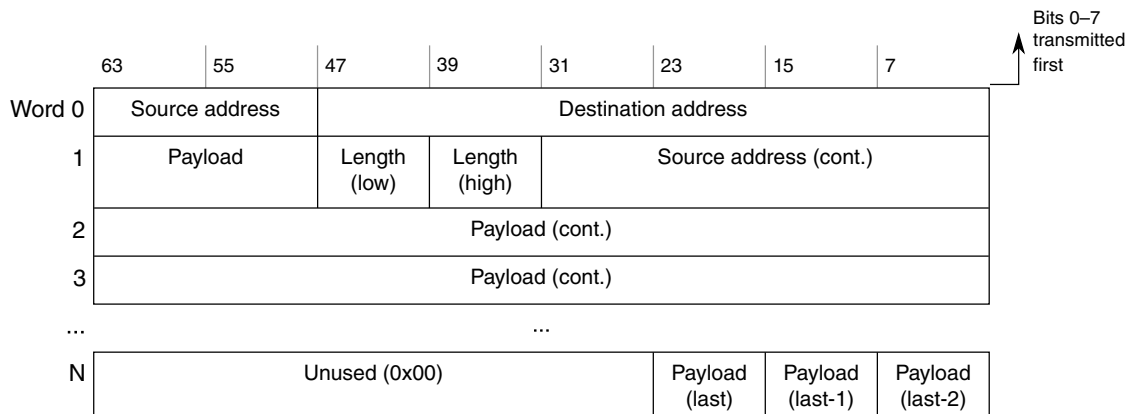 Bits 0–7
transmitted
first
63 55 47 39 31 23 15 7
Word 0 Source address Destination address
1 Payload Length Length Source address (cont.)
(low) (high)
2 Payload (cont.)
3 Payload (cont.)
... ...
N Unused (0x00) Payload Payload Payload
(last) (last-1) (last-2)